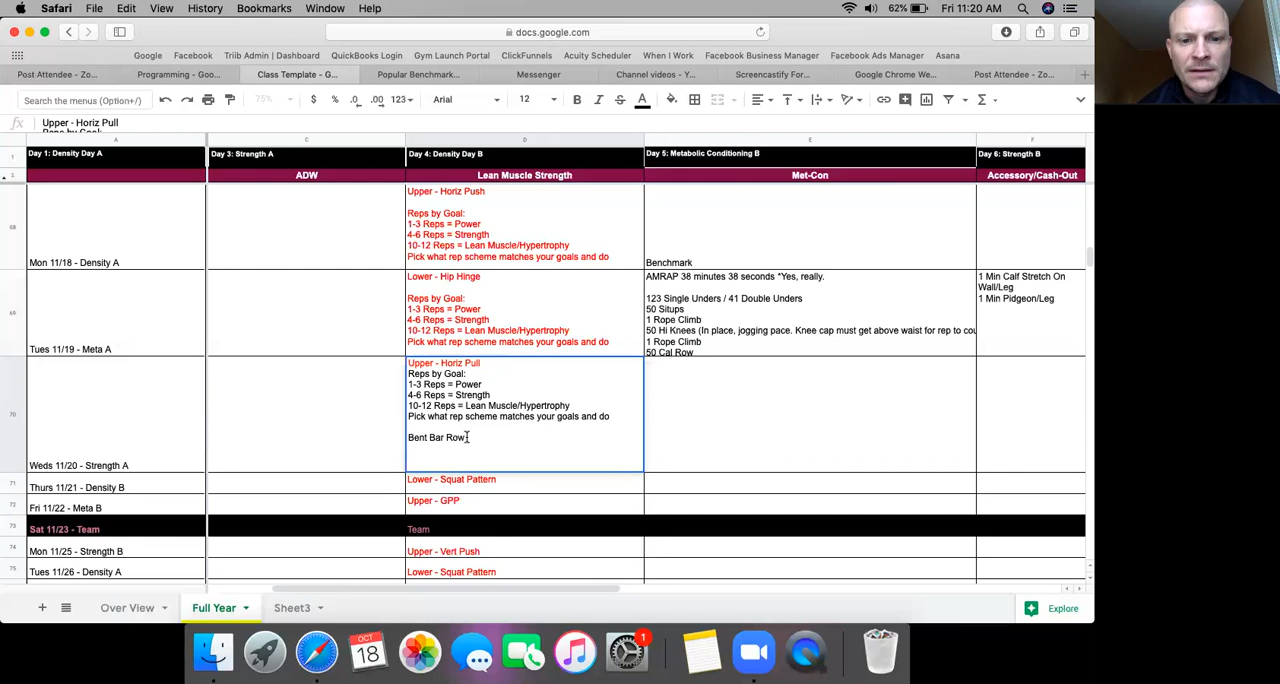 Safari File Edit View History Bookmarks Window Help 62% Fri 11:20 AM
docs.google.com
Google Facebook Triib Admin | Dashboard QuickBooks Login Gym Launch Portal ClickFunnels Acuity Scheduler When I Work Facebook Business Manager Facebook Ads Manager Asana
Post Attendee - Zo... Programming - Goo... Class Template - G... Popular Benchmark... Messenger Channel videos - Y... Screencastify For... Google Chrome We... Post Attendee - Zo...
Search the menus (Option+/) 75% $ % .0 .00 123 Arial 12 B I S A
fx Upper - Horiz Pull
Reps by Goal:
A C D E F
1 Day 1: Density Day A Day 3: Strength A Day 4: Density Day B Day 5: Metabolic Conditioning B Day 6: Strength B
2 ADW Lean Muscle Strength Met-Con Accessory/Cash-Out
68
Mon 11/18 - Density A
Upper - Horiz Push
Reps by Goal:
1-3 Reps = Power
4-6 Reps = Strength
10-12 Reps = Lean Muscle/Hypertrophy
Pick what rep scheme matches your goals and do
Benchmark
69
Tues 11/19 - Meta A
Lower - Hip Hinge
Reps by Goal:
1-3 Reps = Power
4-6 Reps = Strength
10-12 Reps = Lean Muscle/Hypertrophy
Pick what rep scheme matches your goals and do
AMRAP 38 minutes 38 seconds *Yes, really.
123 Single Unders / 41 Double Unders
50 Situps
1 Rope Climb
50 Hi Knees (In place, jogging pace. Knee cap must get above waist for rep to cou
1 Rope Climb
50 Cal Row
1 Min Calf Stretch On
Wall/Leg
1 Min Pidgeon/Leg
70
Weds 11/20 - Strength A
Upper - Horiz Pull
Reps by Goal:
1-3 Reps = Power
4-6 Reps = Strength
10-12 Reps = Lean Muscle/Hypertrophy
Pick what rep scheme matches your goals and do
Bent Bar Row
71 Thurs 11/21 - Density B Lower - Squat Pattern
72 Fri 11/22 - Meta B Upper - GPP
73 Sat 11/23 - Team Team
74 Mon 11/25 - Strength B Upper - Vert Push
75 Tues 11/26 - Density A Lower - Squat Pattern
Over View Full Year Sheet3 Explore
OCT
18
1